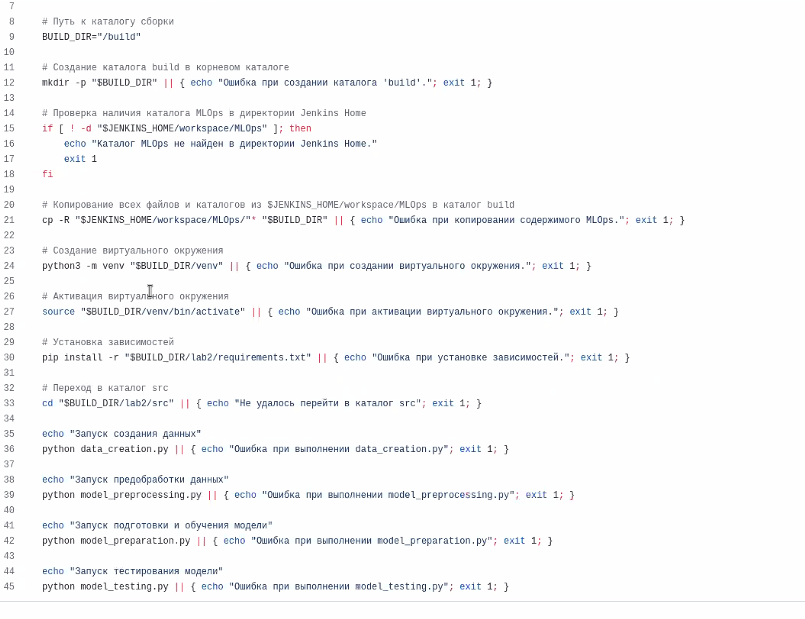 7
8 # Путь к каталогу сборки
9 BUILD_DIR="/build"
10
11 # Создание каталога build в корневом каталоге
12 mkdir -p "$BUILD_DIR" || { echo "Ошибка при создании каталога 'build'."; exit 1; }
13
14 # Проверка наличия каталога MLOps в директории Jenkins Home
15 if [ ! -d "$JENKINS_HOME/workspace/MLOps" ]; then
16     echo "Каталог MLOps не найден в директории Jenkins Home."
17     exit 1
18 fi
19
20 # Копирование всех файлов и каталогов из $JENKINS_HOME/workspace/MLOps в каталог build
21 cp -R "$JENKINS_HOME/workspace/MLOps/"* "$BUILD_DIR" || { echo "Ошибка при копировании содержимого MLOps."; exit 1; }
22
23 # Создание виртуального окружения
24 python3 -m venv "$BUILD_DIR/venv" || { echo "Ошибка при создании виртуального окружения."; exit 1; }
25
26 # Активация виртуального окружения
27 source "$BUILD_DIR/venv/bin/activate" || { echo "Ошибка при активации виртуального окружения."; exit 1; }
28
29 # Установка зависимостей
30 pip install -r "$BUILD_DIR/lab2/requirements.txt" || { echo "Ошибка при установке зависимостей."; exit 1; }
31
32 # Переход в каталог src
33 cd "$BUILD_DIR/lab2/src" || { echo "Не удалось перейти в каталог src"; exit 1; }
34
35 echo "Запуск создания данных"
36 python data_creation.py || { echo "Ошибка при выполнении data_creation.py"; exit 1; }
37
38 echo "Запуск предобработки данных"
39 python model_preprocessing.py || { echo "Ошибка при выполнении model_preprocessing.py"; exit 1; }
40
41 echo "Запуск подготовки и обучения модели"
42 python model_preparation.py || { echo "Ошибка при выполнении model_preparation.py"; exit 1; }
43
44 echo "Запуск тестирования модели"
45 python model_testing.py || { echo "Ошибка при выполнении model_testing.py"; exit 1; }